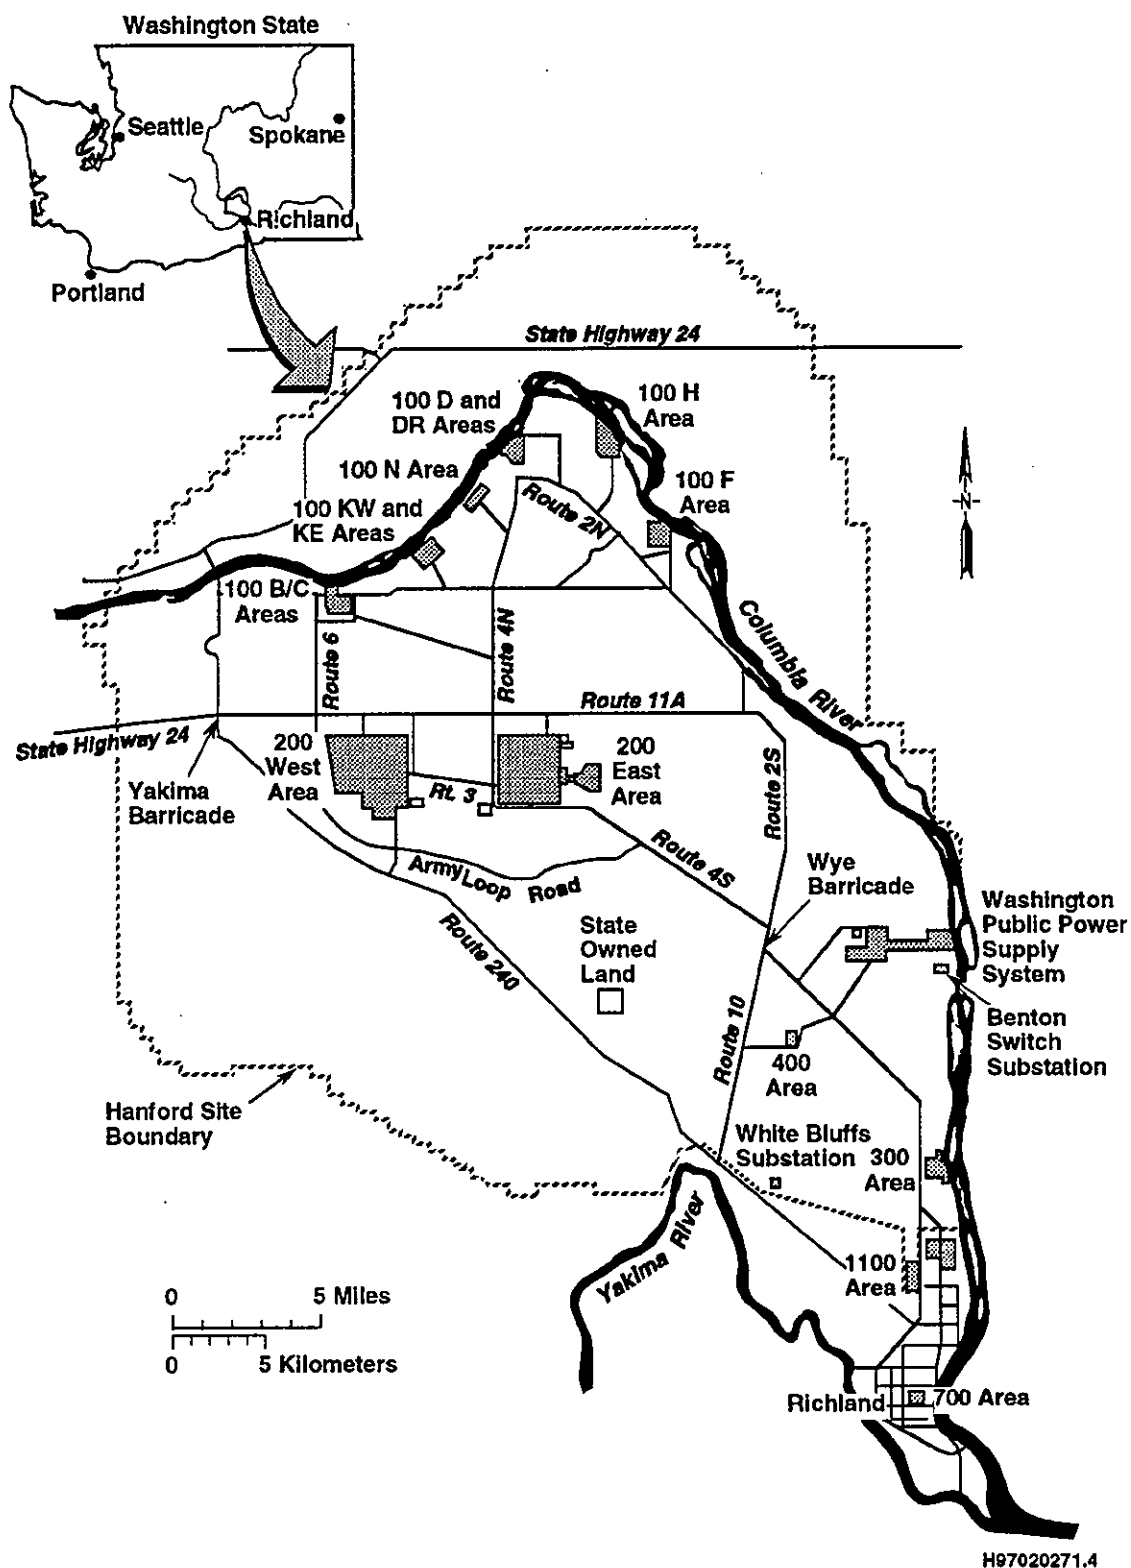 Washington State
Seattle
Spokane
Richland
Portland
State Highway 24
100 D and
DR Areas
100 H
Area
100 N Area
100 F
Area
100 KW and
KE Areas
Route 2N
N
100 B/C
Areas
Route 6
Route 4N
Columbia River
Route 11A
State Highway 24
200
West
Area
200
East
Area
Route 2S
Yakima
Barricade
Rt. 3
Route 4S
Wye
Barricade
Army Loop Road
Washington
Public Power
Supply
System
State
Owned
Land
Route 240
Route 10
Benton
Switch
Substation
400
Area
Hanford Site
Boundary
White Bluffs
Substation
300
Area
Yakima River
1100
Area
0 5 Miles
0 5 Kilometers
Richland
700 Area
H97020271.4